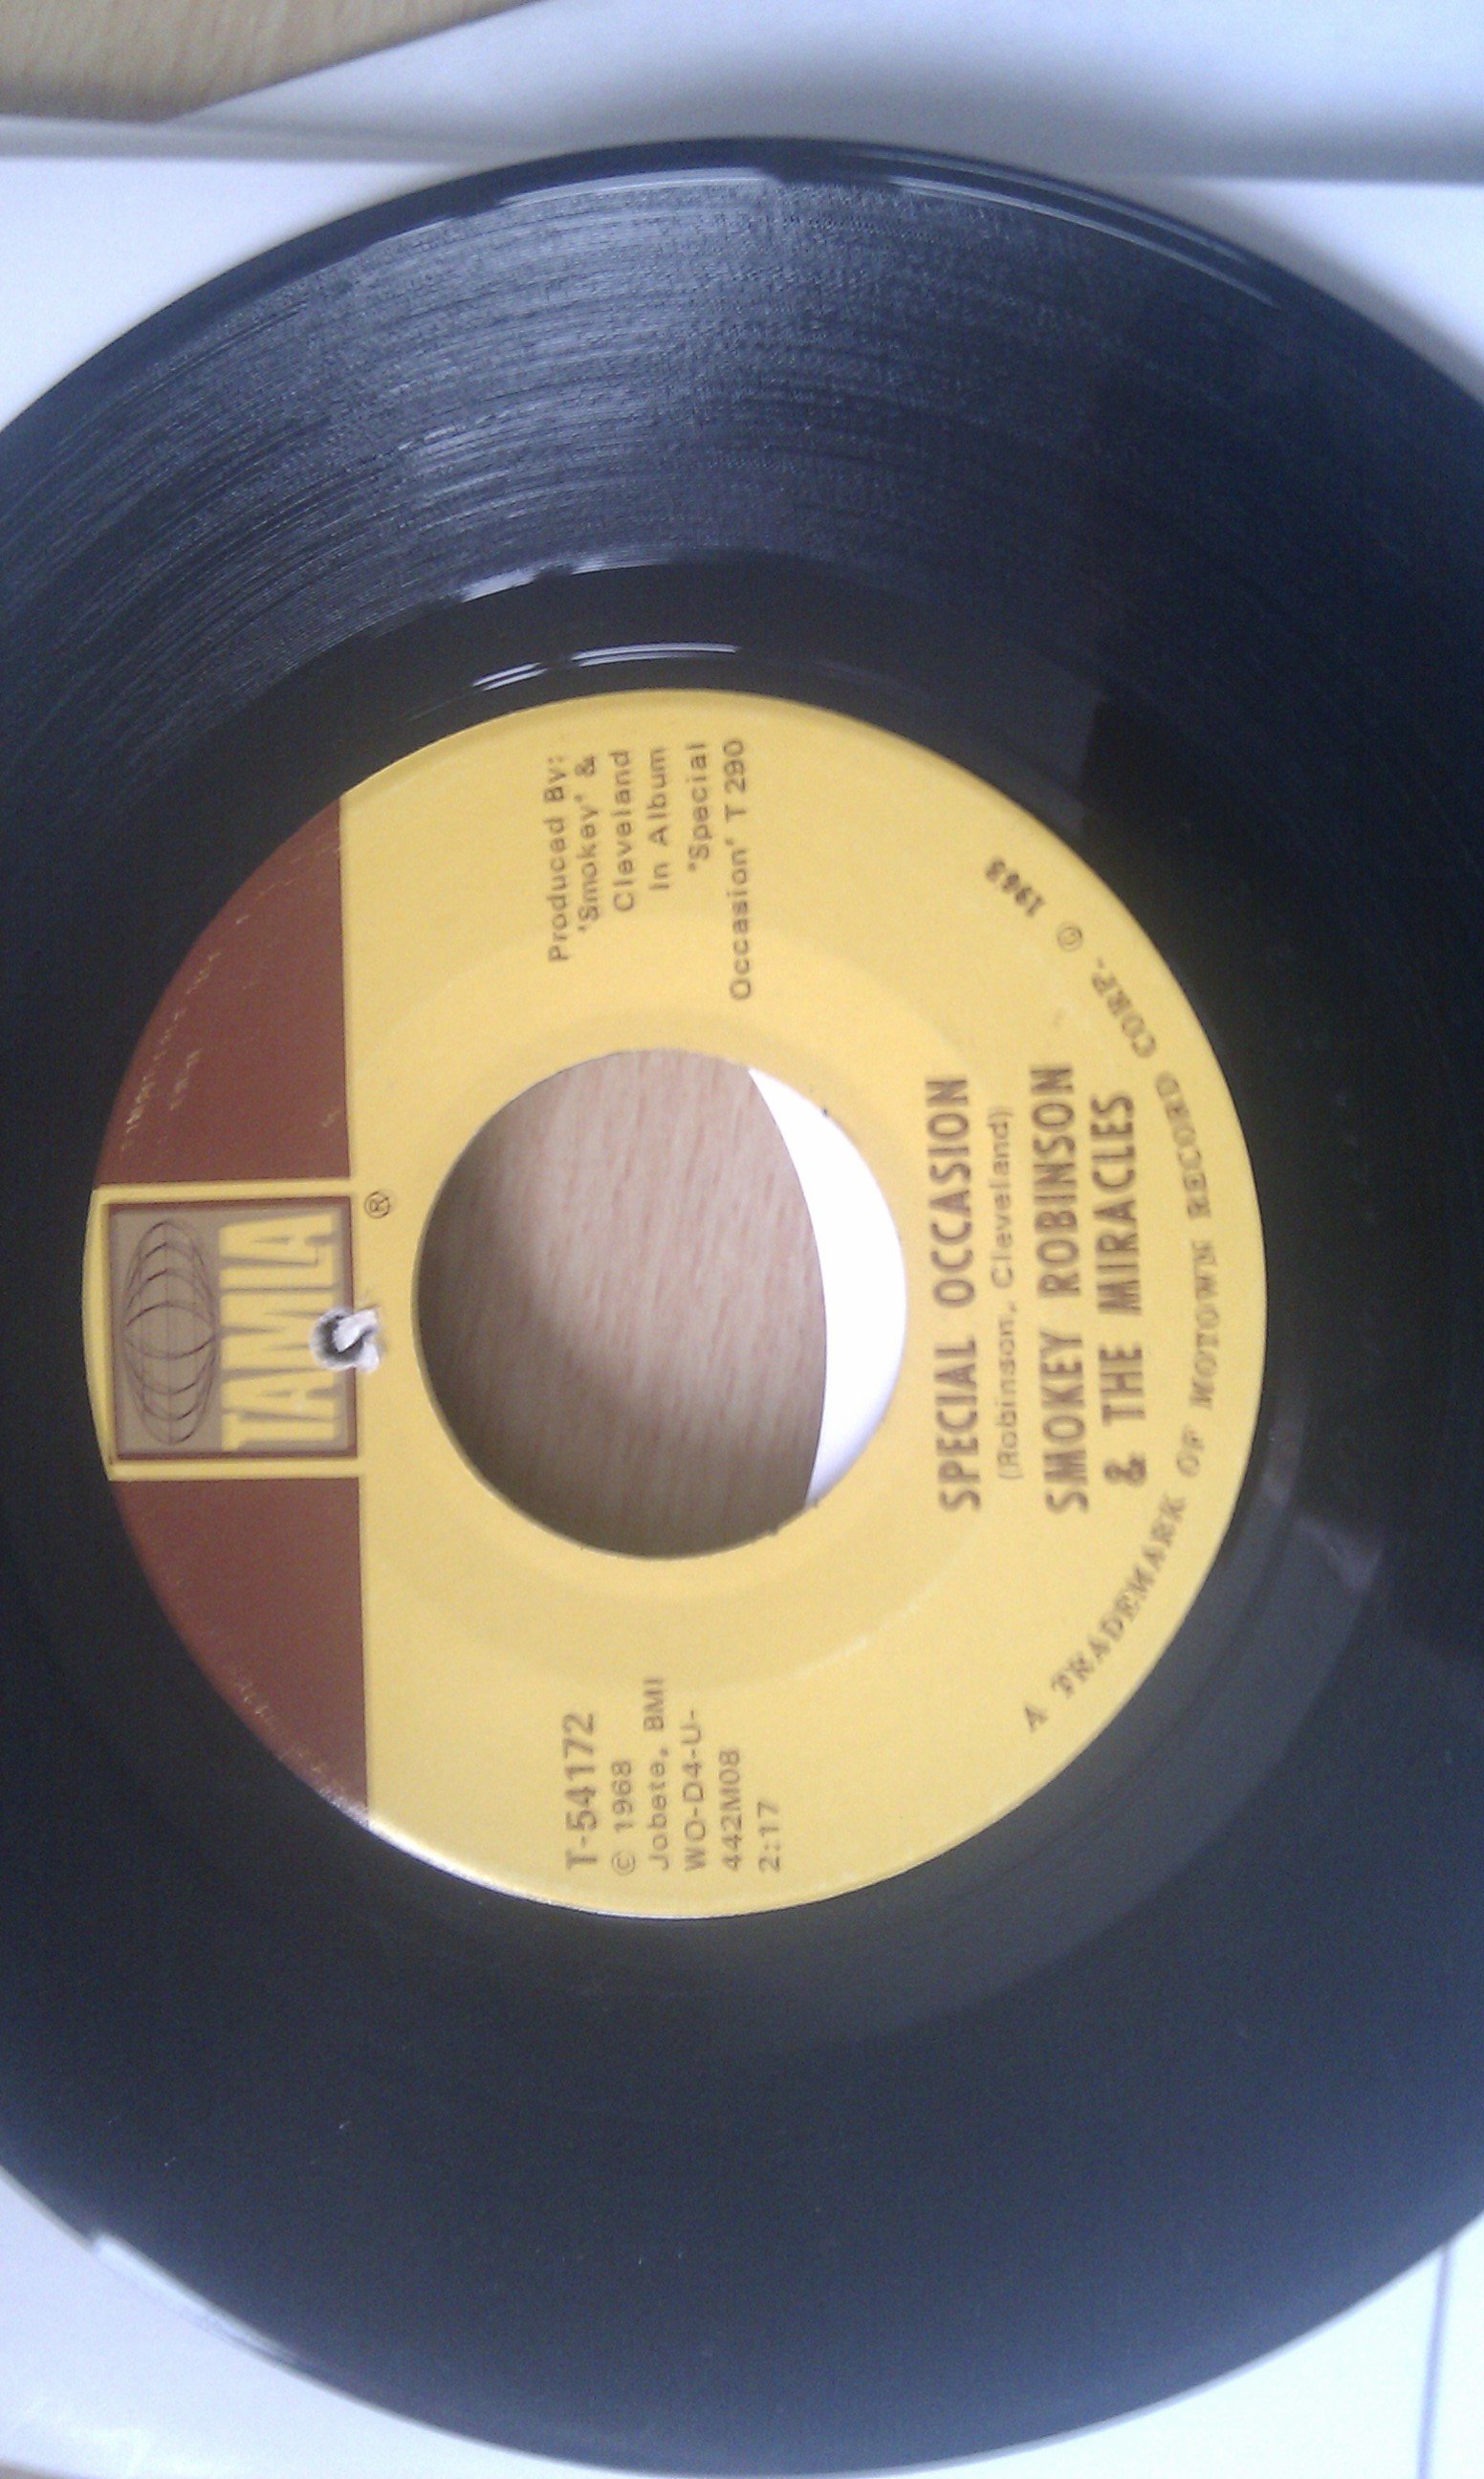 TAMLA
®
T-54172
© 1968
Jobete, BMI
WO-D4-U-
442M08
2:17
Produced By:
"Smokey" &
Cleveland
In Album
"Special
Occasion" T 290
SPECIAL OCCASION
(Robinson, Cleveland)
SMOKEY ROBINSON
& THE MIRACLES
A TRADEMARK OF MOTOWN RECORD CORP. © 1968